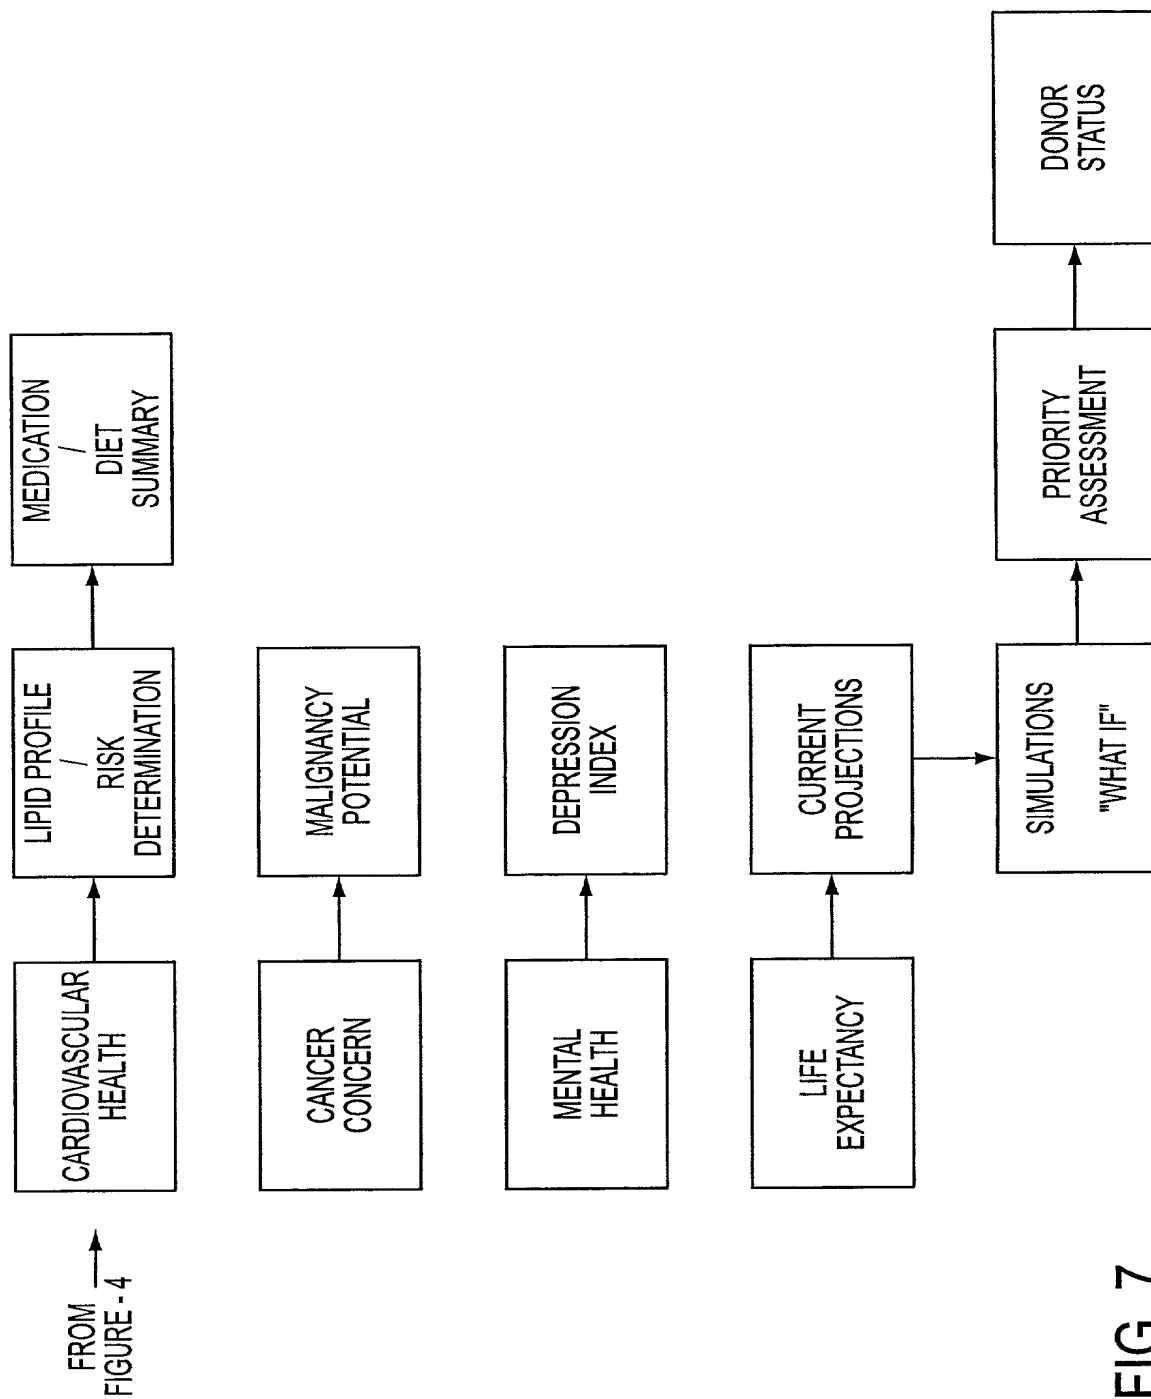 FROM
FIGURE - 4
CARDIOVASCULAR
HEALTH
LIPID PROFILE
/
RISK
DETERMINATION
MEDICATION
/
DIET
SUMMARY
CANCER
CONCERN
MALIGNANCY
POTENTIAL
MENTAL
HEALTH
DEPRESSION
INDEX
LIFE
EXPECTANCY
CURRENT
PROJECTIONS
SIMULATIONS
"WHAT IF"
PRIORITY
ASSESSMENT
DONOR
STATUS
FIG. 7